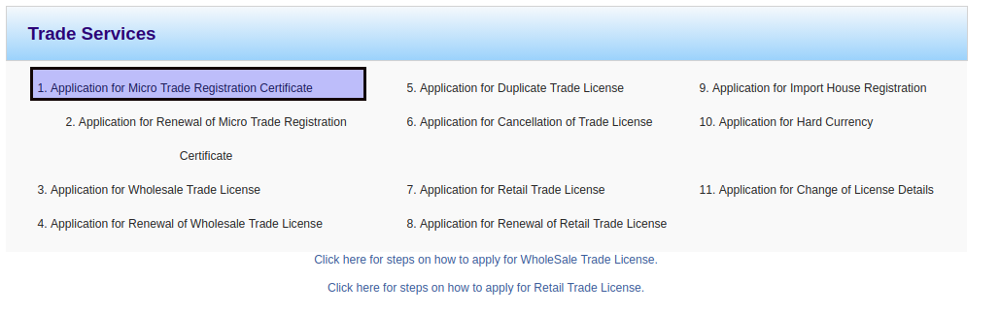 Trade Services
1. Application for Micro Trade Registration Certificate
2. Application for Renewal of Micro Trade Registration
Certificate
3. Application for Wholesale Trade License
4. Application for Renewal of Wholesale Trade License
5. Application for Duplicate Trade License
6. Application for Cancellation of Trade License
7. Application for Retail Trade License
8. Application for Renewal of Retail Trade License
9. Application for Import House Registration
10. Application for Hard Currency
11. Application for Change of License Details
Click here for steps on how to apply for WholeSale Trade License.
Click here for steps on how to apply for Retail Trade License.